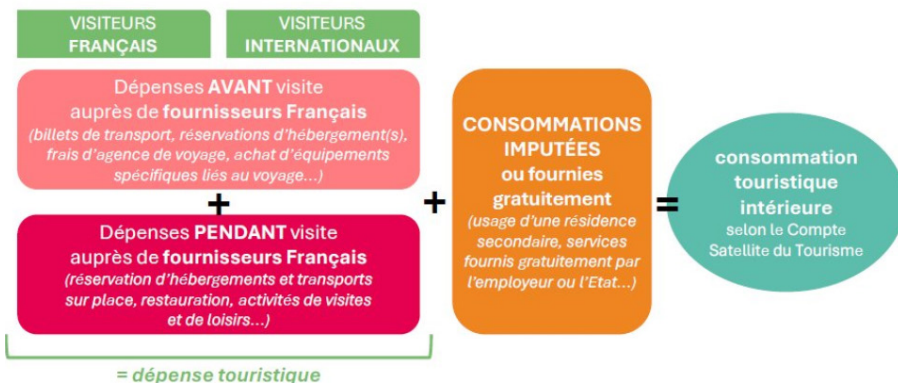 VISITEURS
FRANÇAIS
VISITEURS
INTERNATIONAUX
Dépenses AVANT visite
auprès de fournisseurs Français
(billets de transport, réservations d'hébergement(s),
frais d'agence de voyage, achat d'équipements
spécifiques liés au voyage...)
+
Dépenses PENDANT visite
auprès de fournisseurs Français
(réservation d'hébergements et transports
sur place, restauration, activités de visites
et de loisirs...)
= dépense touristique
+
CONSOMMATIONS
IMPUTÉES
ou fournies
gratuitement
(usage d'une résidence
secondaire, services
fournis gratuitement par
l'employeur ou l'Etat...)
=
consommation
touristique
intérieure
selon le Compte
Satellite du Tourisme